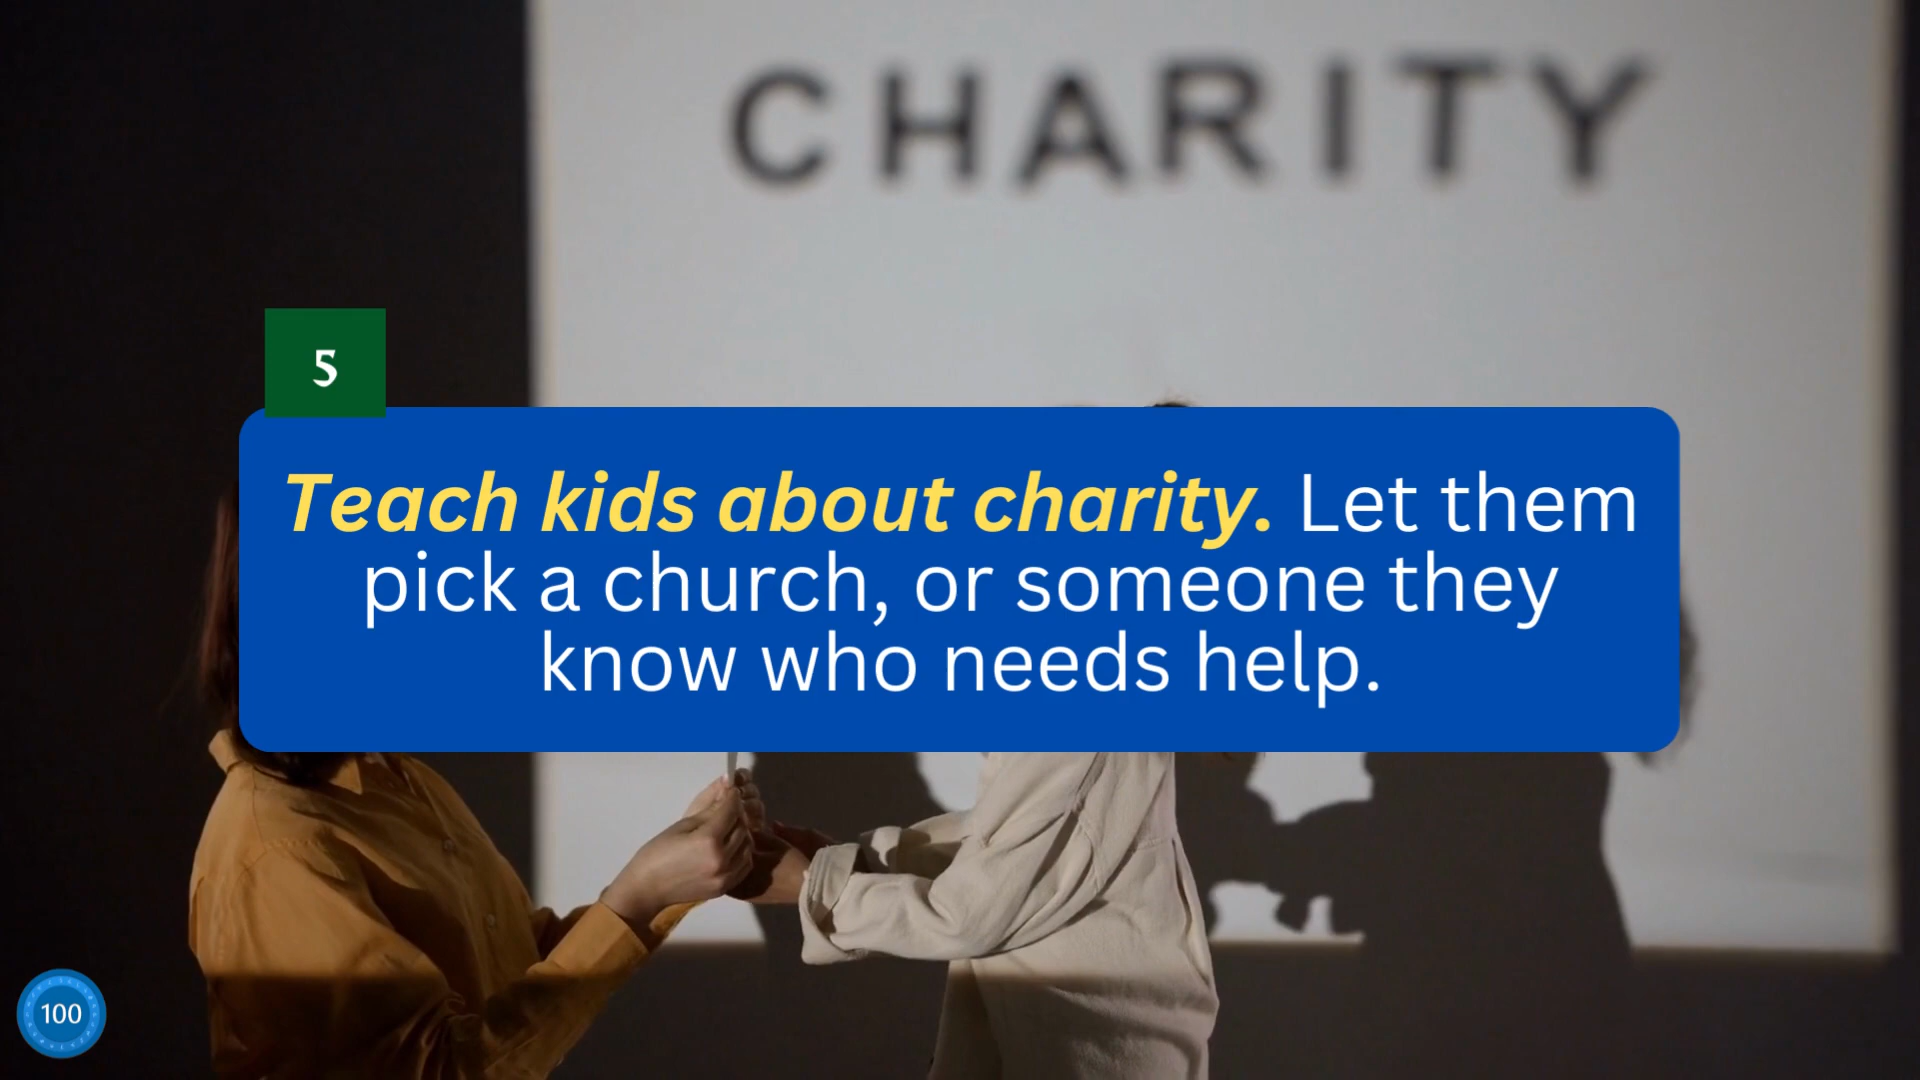 CHARITY
5
Teach kids about charity. Let them
pick a church, or someone they
know who needs help.
100